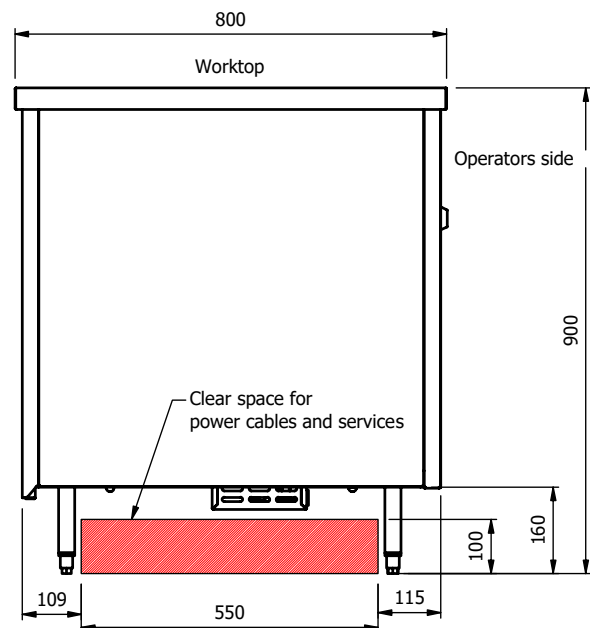 800
Worktop
Operators side
900
Clear space for
power cables and services
160
100
109
550
115